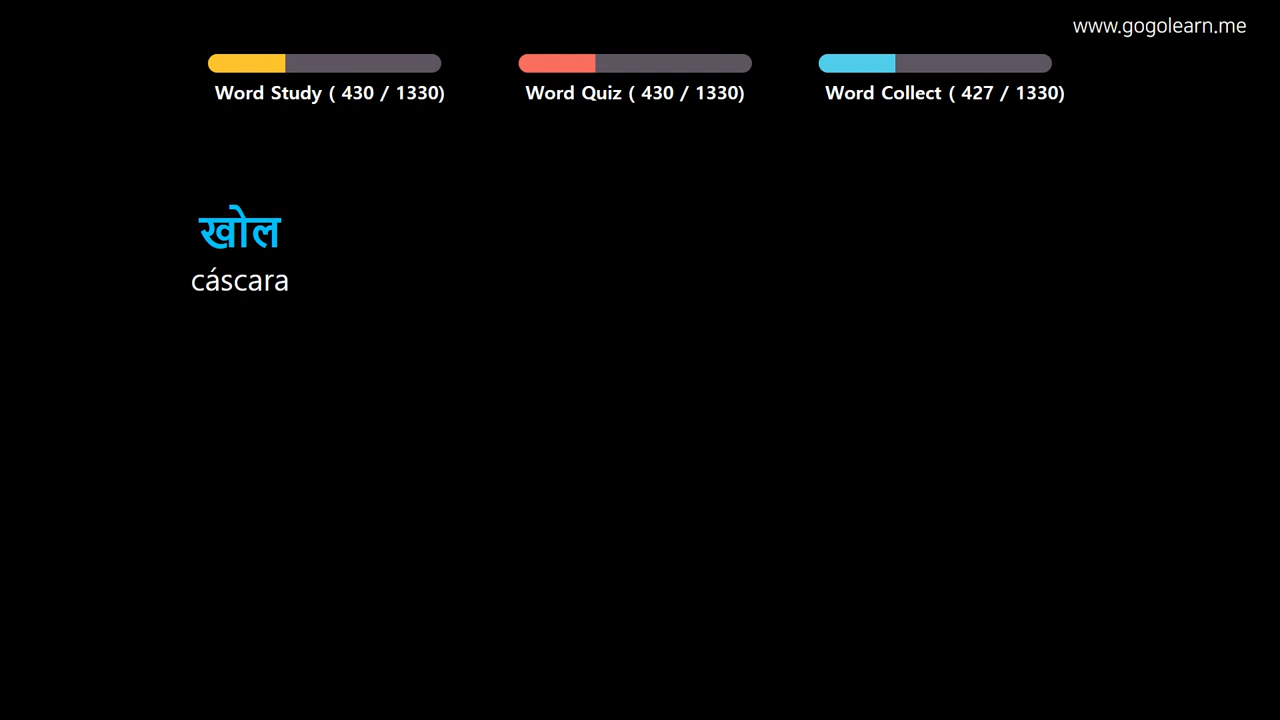 www.gogolearn.me
Word Study ( 430 / 1330)
Word Quiz ( 430 / 1330)
Word Collect ( 427 / 1330)
खोल
cáscara